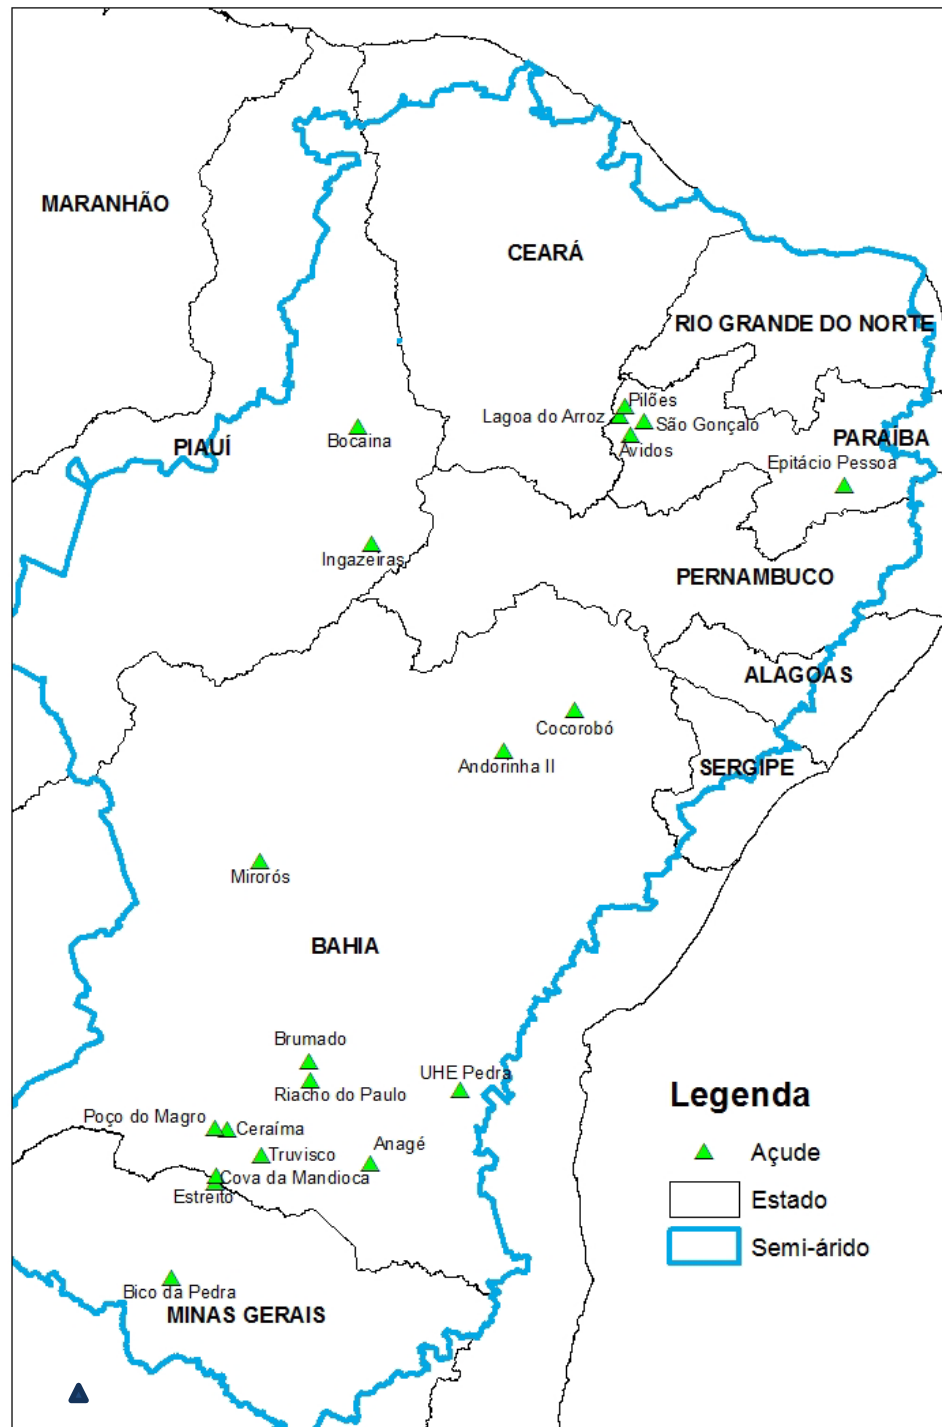 MARANHÃO
CEARÁ
RIO GRANDE DO NORTE
Pilões
Lagoa do Arroz
São Gonçalo
Avidos
PIAUÍ
Bocaina
PARAÍBA
Epitácio Pessoa
Ingazeiras
PERNAMBUCO
ALAGOAS
Cocorobó
Andorinha II
SERGIPE
Mirorós
BAHIA
Brumado
UHE Pedra
Riacho do Paulo
Poço do Magro
Ceraíma
Anagé
Truvisco
Cova da Mandioca
Estreito
Bico da Pedra
MINAS GERAIS
Legenda
Açude
Estado
Semi-árido